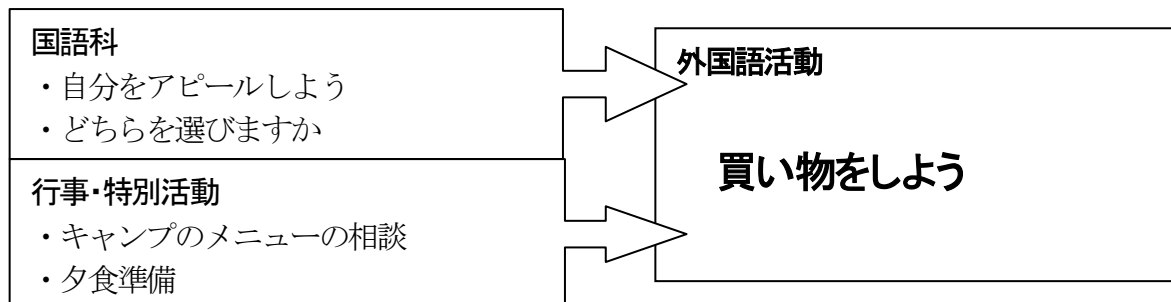 国語科
・自分をアピールしよう
・どちらを選びますか
行事・特別活動
・キャンプのメニューの相談
・夕食準備
外国語活動
買い物をしよう